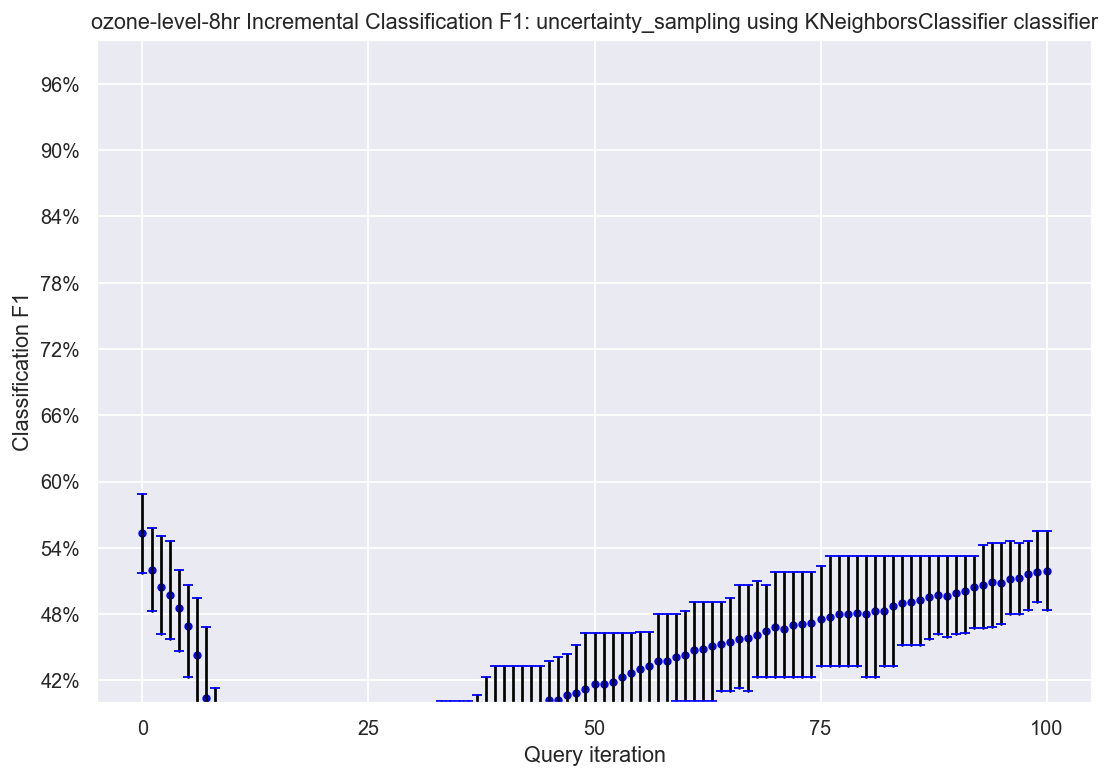 ozone-level-8hr Incremental Classification F1: uncertainty_sampling using KNeighborsClassifier classifier
96%
90%
84%
78%
72%
66%
60%
54%
48%
42%
Classification F1
0 25 50 75 100
Query iteration